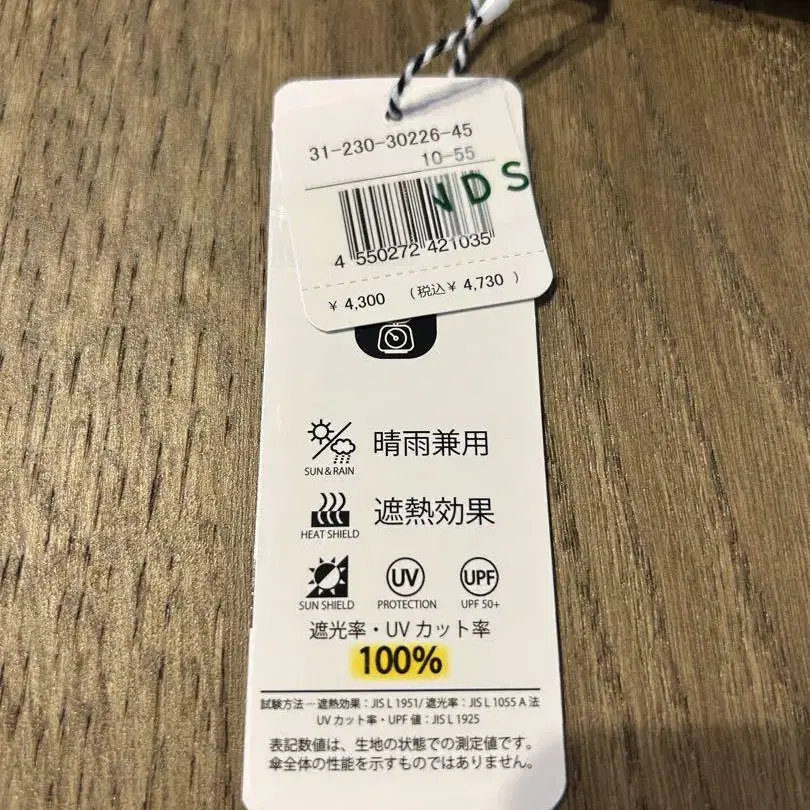 31-230-30226-45
10-55
NDS
4 550272 421035
¥ 4,300 (税込¥ 4,730 )
晴雨兼用
SUN & RAIN
遮熱効果
HEAT SHIELD
UV UPF
SUN SHIELD PROTECTION UPF 50+
遮光率・UVカット率
100%
試験方法 ー 遮熱効果：JIS L 1951/ 遮光率：JIS L 1055 A 法
UVカット率・UPF 値：JIS L 1925
表記数値は、生地の状態での測定値です。
傘全体の性能を示すものではありません。